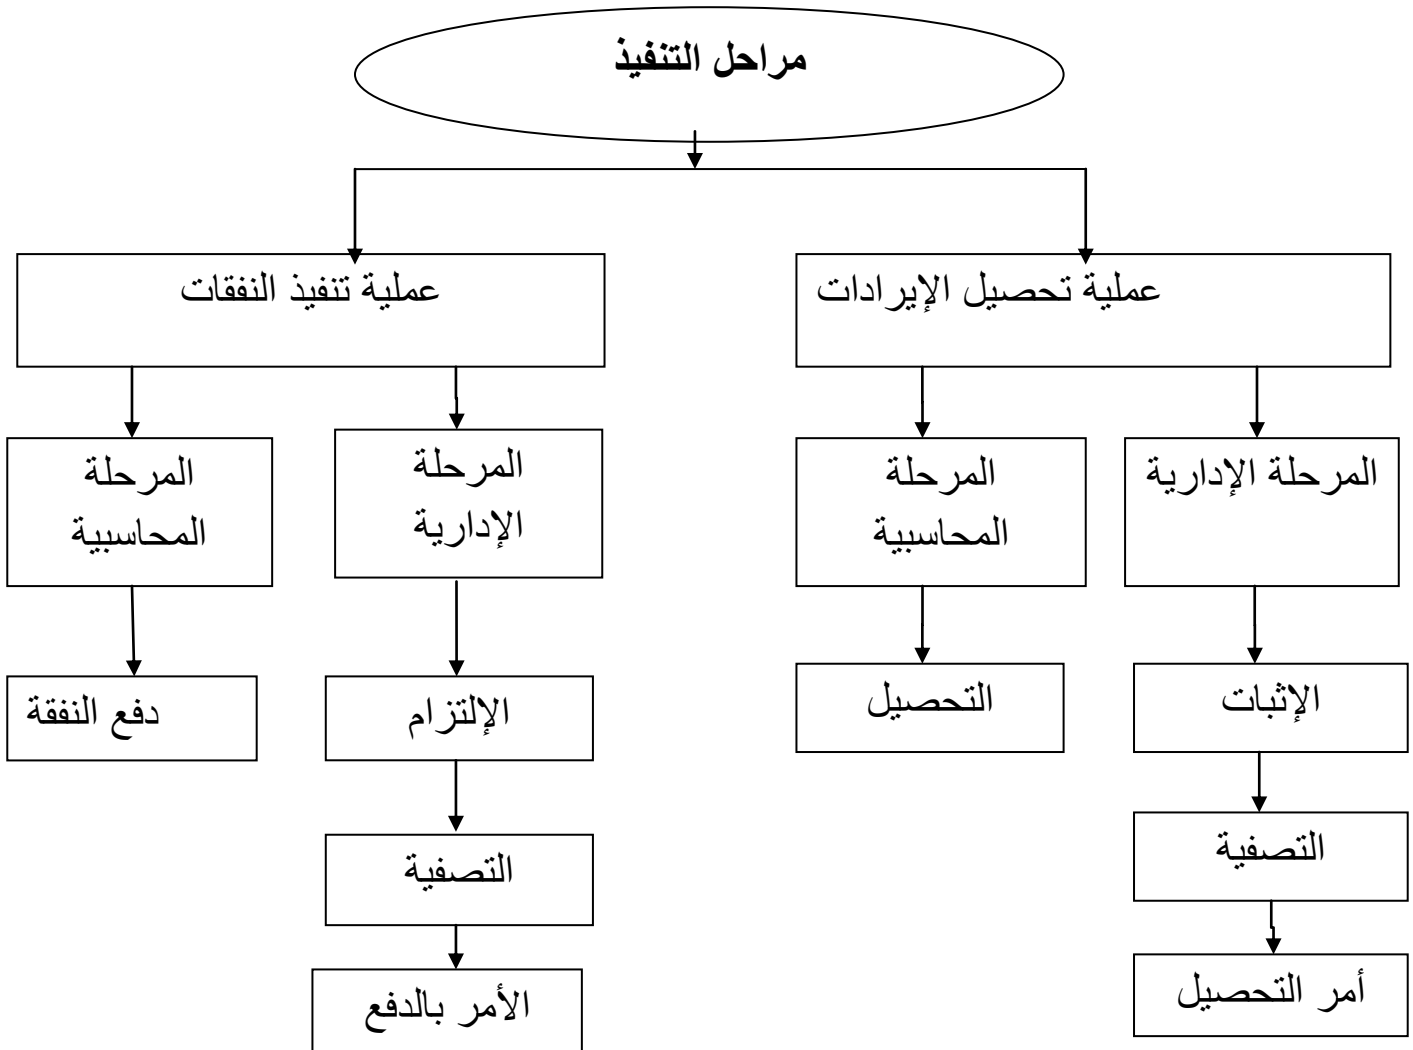 مراحل التنفيذ
عملية تحصيل الإيرادات
عملية تنفيذ النفقات
المرحلة الإدارية
المرحلة
المحاسبية
المرحلة
الإدارية
المرحلة
المحاسبية
الإثبات
التحصيل
الإلتزام
دفع النفقة
التصفية
التصفية
أمر التحصيل
الأمر بالدفع